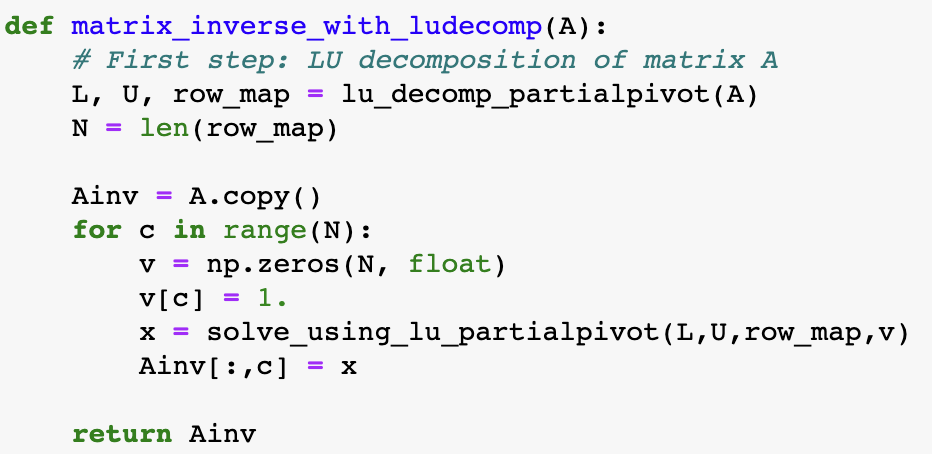 def matrix_inverse_with_ludecomp(A):
    # First step: LU decomposition of matrix A
    L, U, row_map = lu_decomp_partialpivot(A)
    N = len(row_map)

    Ainv = A.copy()
    for c in range(N):
        v = np.zeros(N, float)
        v[c] = 1.
        x = solve_using_lu_partialpivot(L,U,row_map,v)
        Ainv[:,c] = x

    return Ainv